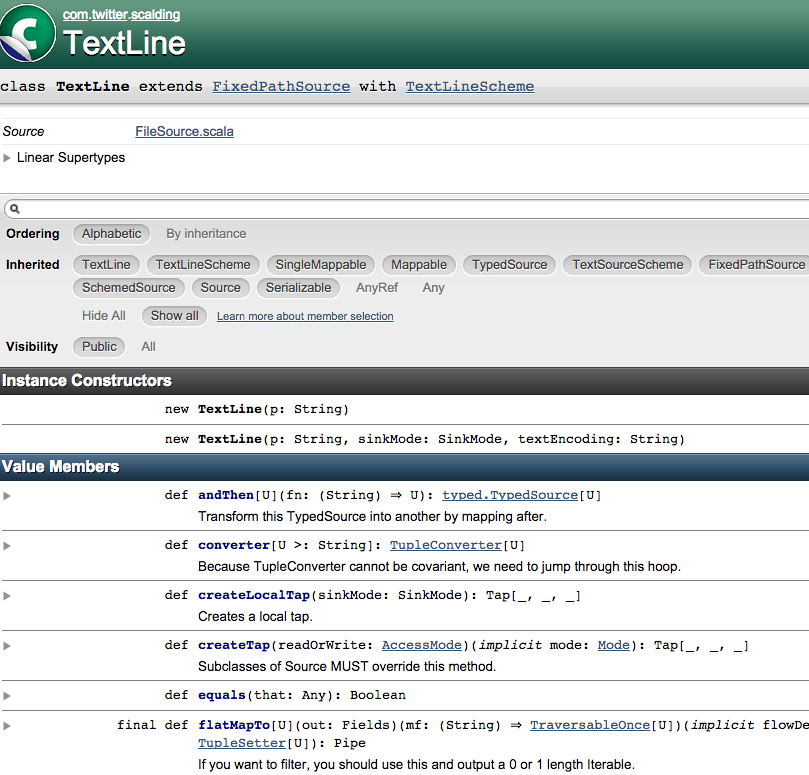 com.twitter.scalding
TextLine
class TextLine extends FixedPathSource with TextLineScheme
Source FileSource.scala
Linear Supertypes
Ordering Alphabetic By inheritance
Inherited TextLine TextLineScheme SingleMappable Mappable TypedSource TextSourceScheme FixedPathSource
SchemedSource Source Serializable AnyRef Any
Hide All Show all Learn more about member selection
Visibility Public All
Instance Constructors
new TextLine(p: String)
new TextLine(p: String, sinkMode: SinkMode, textEncoding: String)
Value Members
def andThen[U](fn: (String) ⇒ U): typed.TypedSource[U]
Transform this TypedSource into another by mapping after.
def converter[U >: String]: TupleConverter[U]
Because TupleConverter cannot be covariant, we need to jump through this hoop.
def createLocalTap(sinkMode: SinkMode): Tap[_, _, _]
Creates a local tap.
def createTap(readOrWrite: AccessMode)(implicit mode: Mode): Tap[_, _, _]
Subclasses of Source MUST override this method.
def equals(that: Any): Boolean
final def flatMapTo[U](out: Fields)(mf: (String) ⇒ TraversableOnce[U])(implicit flowDe
TupleSetter[U]): Pipe
If you want to filter, you should use this and output a 0 or 1 length Iterable.